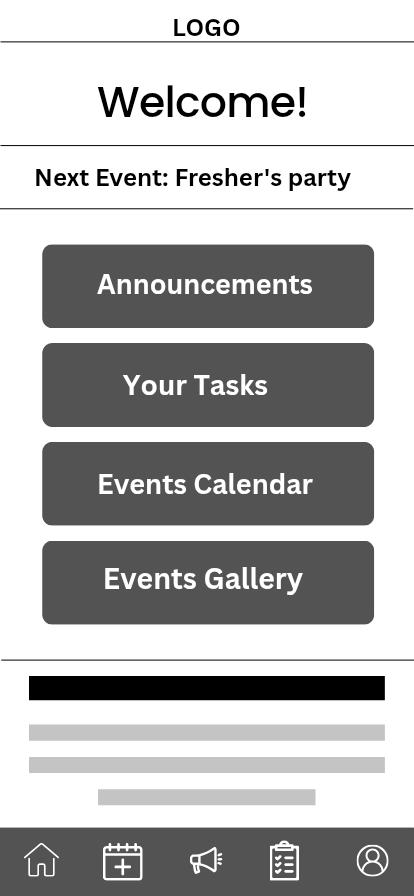 LOGO
Welcome!
Next Event: Fresher's party
Announcements
Your Tasks
Events Calendar
Events Gallery